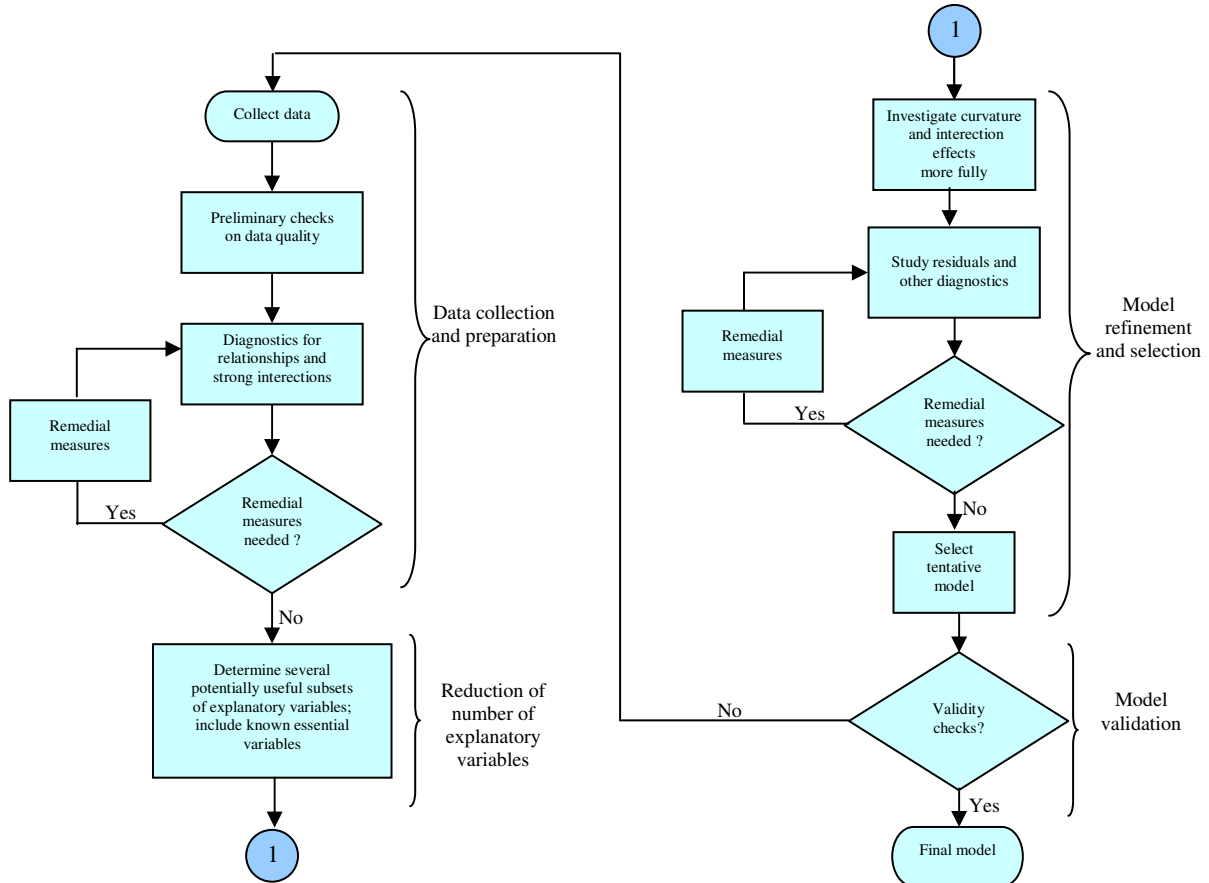 Collect data
Preliminary checks
on data quality
Diagnostics for
relationships and
strong interections
Remedial
measures
Yes
Remedial
measures
needed ?
No
Determine several
potentially useful subsets
of explanatory variables;
include known essential
variables
1
Data collection
and preparation
Reduction of
number of
explanatory
variables
1
Investigate curvature
and interection
effects
more fully
Study residuals and
other diagnostics
Remedial
measures
Yes
Remedial
measures
needed ?
No
Select
tentative
model
No
Validity
checks?
Yes
Final model
Model
refinement
and selection
Model
validation